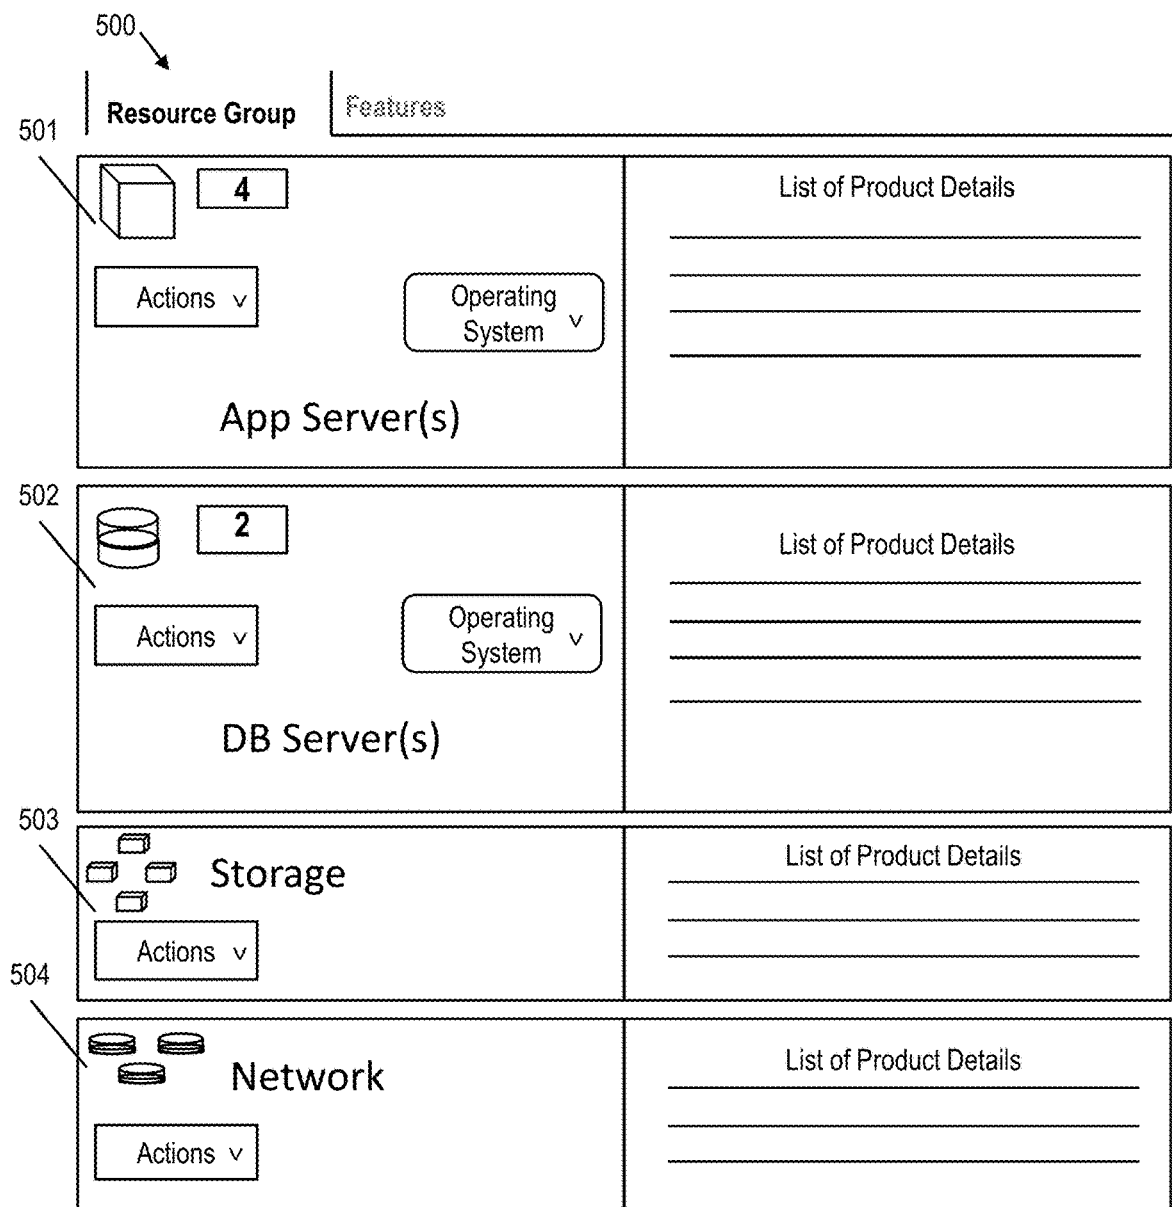 500
Resource Group
Features
501
4
List of Product Details
Actions v
Operating
System v
App Server(s)
502
2
List of Product Details
Actions v
Operating
System v
DB Server(s)
503
Storage
List of Product Details
Actions v
504
Network
List of Product Details
Actions v